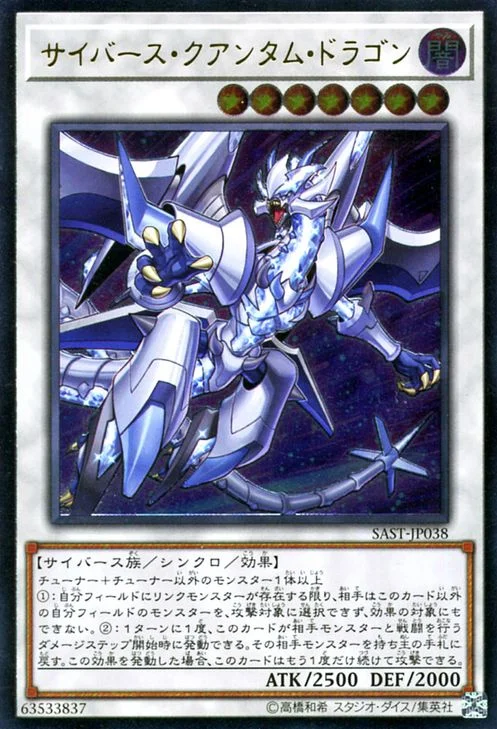 サイバース・クアンタム・ドラゴン
闇
SAST-JP038
【サイバース族／シンクロ／効果】
チューナー＋チューナー以外のモンスター１体以上
①：自分フィールドにリンクモンスターが存在する限り、相手はこのカード以外
の自分フィールドのモンスターを、攻撃対象に選択できず、効果の対象にも
できない。②：１ターンに１度、このカードが相手モンスターと戦闘を行う
ダメージステップ開始時に発動できる。その相手モンスターを持ち主の手札に
戻す。この効果を発動した場合、このカードはもう１度だけ続けて攻撃できる。
ATK/2500 DEF/2000
63533837
©高橋和希 スタジオ・ダイス/集英社